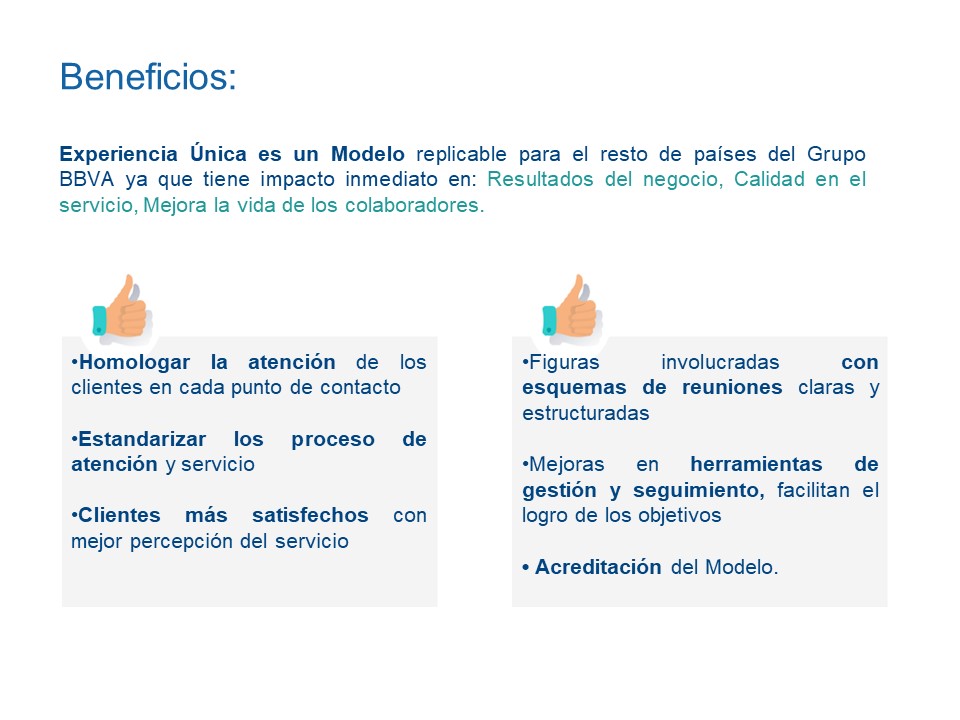 Beneficios:
Experiencia Única es un Modelo replicable para el resto de países del Grupo
BBVA ya que tiene impacto inmediato en: Resultados del negocio, Calidad en el
servicio, Mejora la vida de los colaboradores.
•Homologar la atención de los
clientes en cada punto de contacto
•Estandarizar los proceso de
atención y servicio
•Clientes más satisfechos con
mejor percepción del servicio
•Figuras involucradas con
esquemas de reuniones claras y
estructuradas
•Mejoras en herramientas de
gestión y seguimiento, facilitan el
logro de los objetivos
• Acreditación del Modelo.